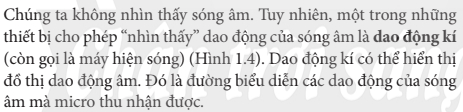 Chúng ta không nhìn thấy sóng âm. Tuy nhiên, một trong những
thiết bị cho phép “nhìn thấy” dao động của sóng âm là dao động kí
(còn gọi là máy hiện sóng) (Hình 1.4). Dao động kí có thể hiển thị
đồ thị dao động âm. Đó là đường biểu diễn các dao động của sóng
âm mà micro thu nhận được.